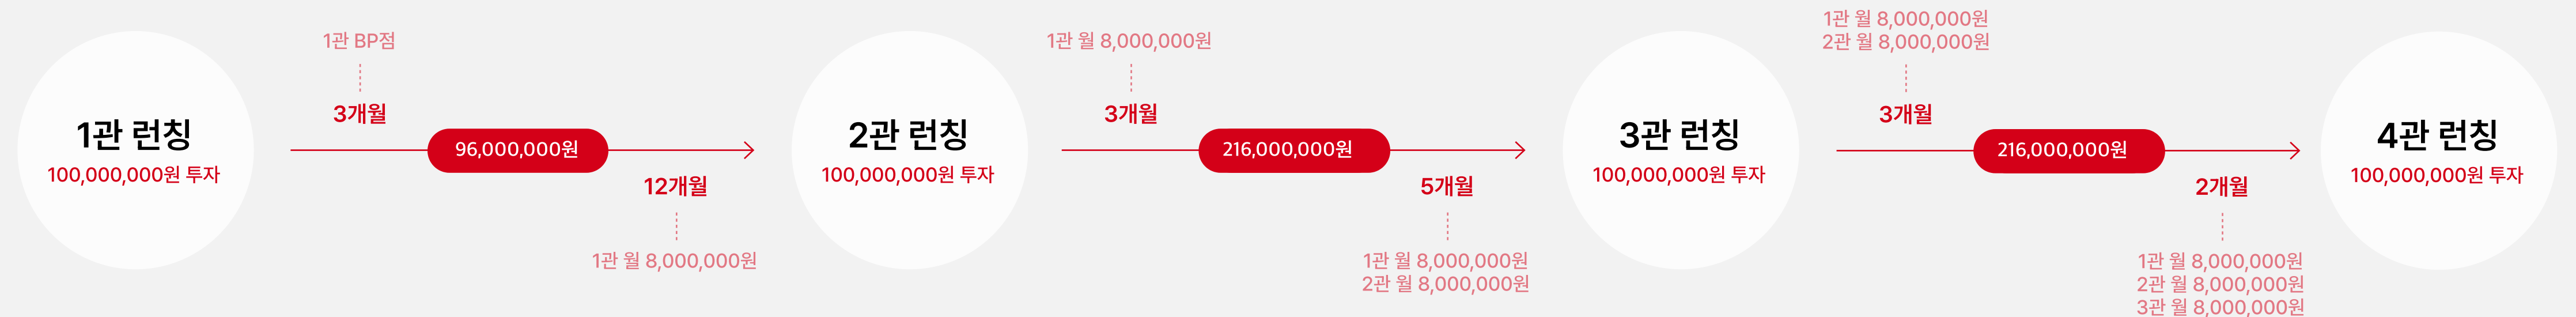 1관 런칭
100,000,000원 투자
1관 BP점
3개월
96,000,000원
12개월
1관 월 8,000,000원
2관 런칭
100,000,000원 투자
1관 월 8,000,000원
3개월
216,000,000원
5개월
1관 월 8,000,000원
2관 월 8,000,000원
3관 런칭
100,000,000원 투자
1관 월 8,000,000원
2관 월 8,000,000원
3개월
216,000,000원
2개월
1관 월 8,000,000원
2관 월 8,000,000원
3관 월 8,000,000원
4관 런칭
100,000,000원 투자